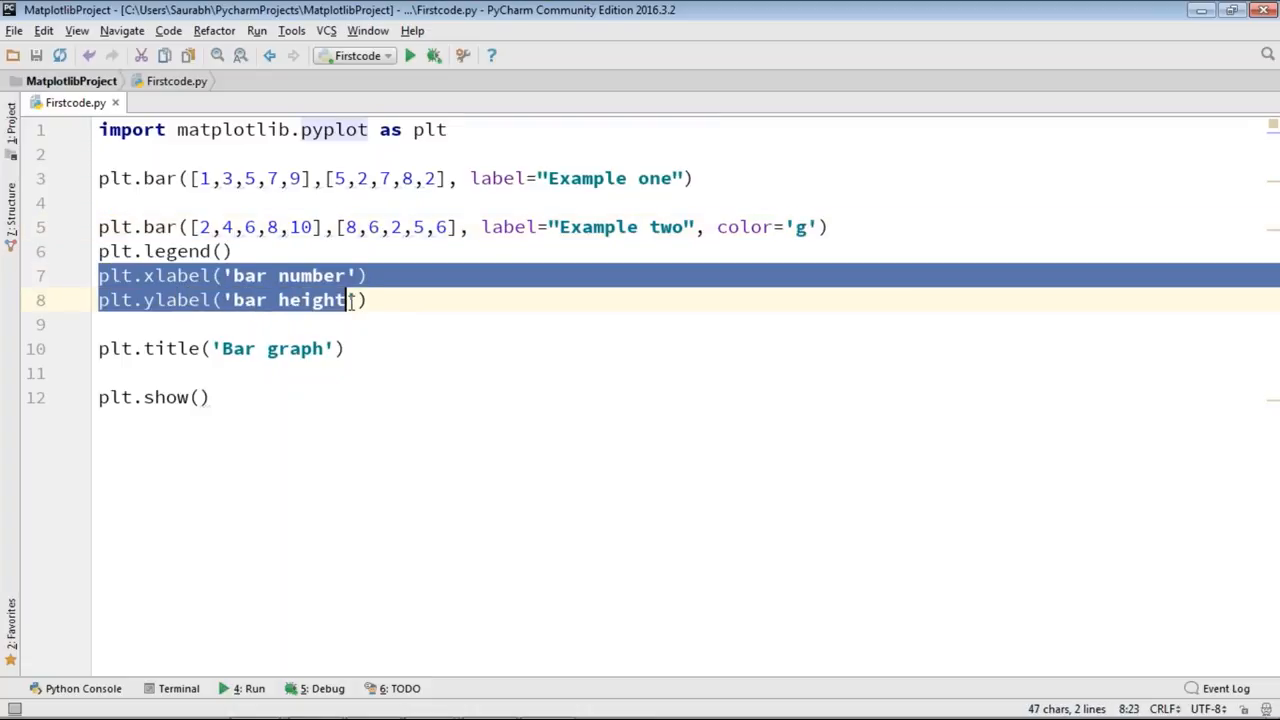 MatplotlibProject - [C:\Users\Saurabh\PycharmProjects\MatplotlibProject] - ...\Firstcode.py - PyCharm Community Edition 2016.3.2
File Edit View Navigate Code Refactor Run Tools VCS Window Help
Firstcode
MatplotlibProject Firstcode.py
Firstcode.py
1: Project
Z: Structure
2: Favorites
1 import matplotlib.pyplot as plt
2
3 plt.bar([1,3,5,7,9],[5,2,7,8,2], label="Example one")
4
5 plt.bar([2,4,6,8,10],[8,6,2,5,6], label="Example two", color='g')
6 plt.legend()
7 plt.xlabel('bar number')
8 plt.ylabel('bar height')
9
10 plt.title('Bar graph')
11
12 plt.show()
Python Console Terminal 4: Run 5: Debug 6: TODO Event Log
47 chars, 2 lines 8:23 CRLF UTF-8